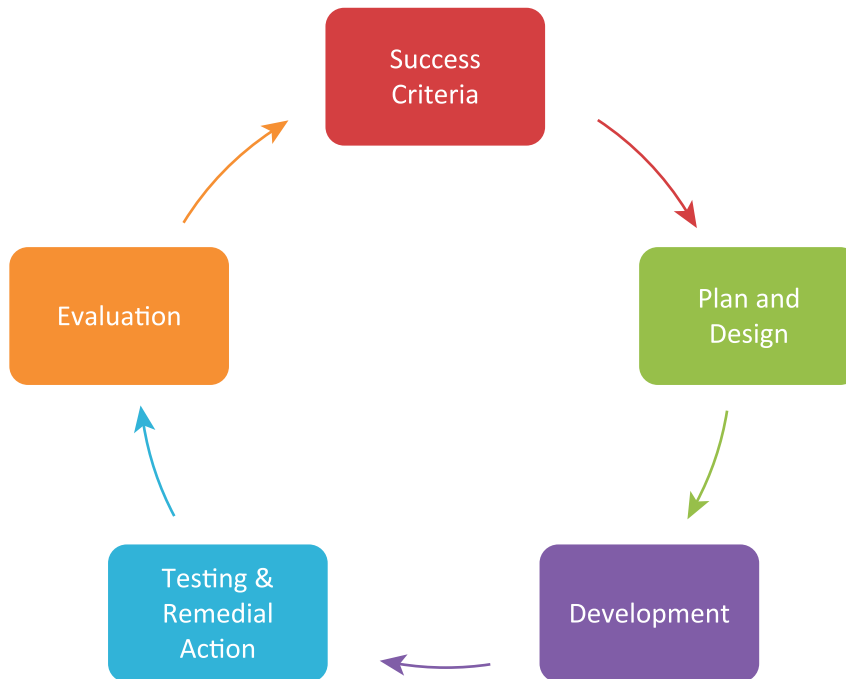 Success
Criteria
Plan and
Design
Development
Testing &
Remedial
Action
Evaluation